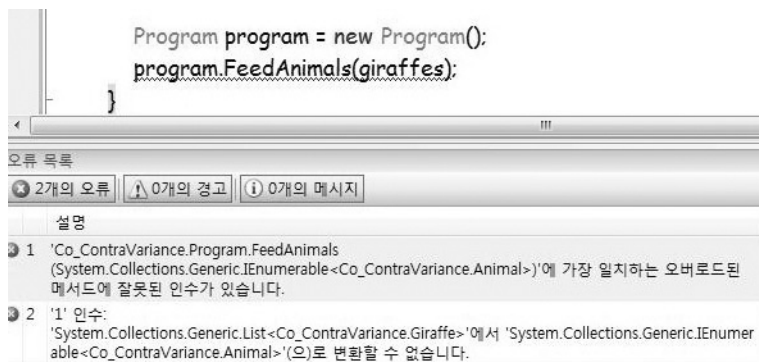 Program program = new Program();
program.FeedAnimals(giraffes);
}
오류 목록
2개의 오류 0개의 경고 0개의 메시지
설명
1 'Co_ContraVariance.Program.FeedAnimals
(System.Collections.Generic.IEnumerable<Co_ContraVariance.Animal>)'에 가장 일치하는 오버로드된
메서드에 잘못된 인수가 있습니다.
2 '1' 인수:
'System.Collections.Generic.List<Co_ContraVariance.Giraffe>'에서 'System.Collections.Generic.IEnumer
able<Co_ContraVariance.Animal>'(으)로 변환할 수 없습니다.